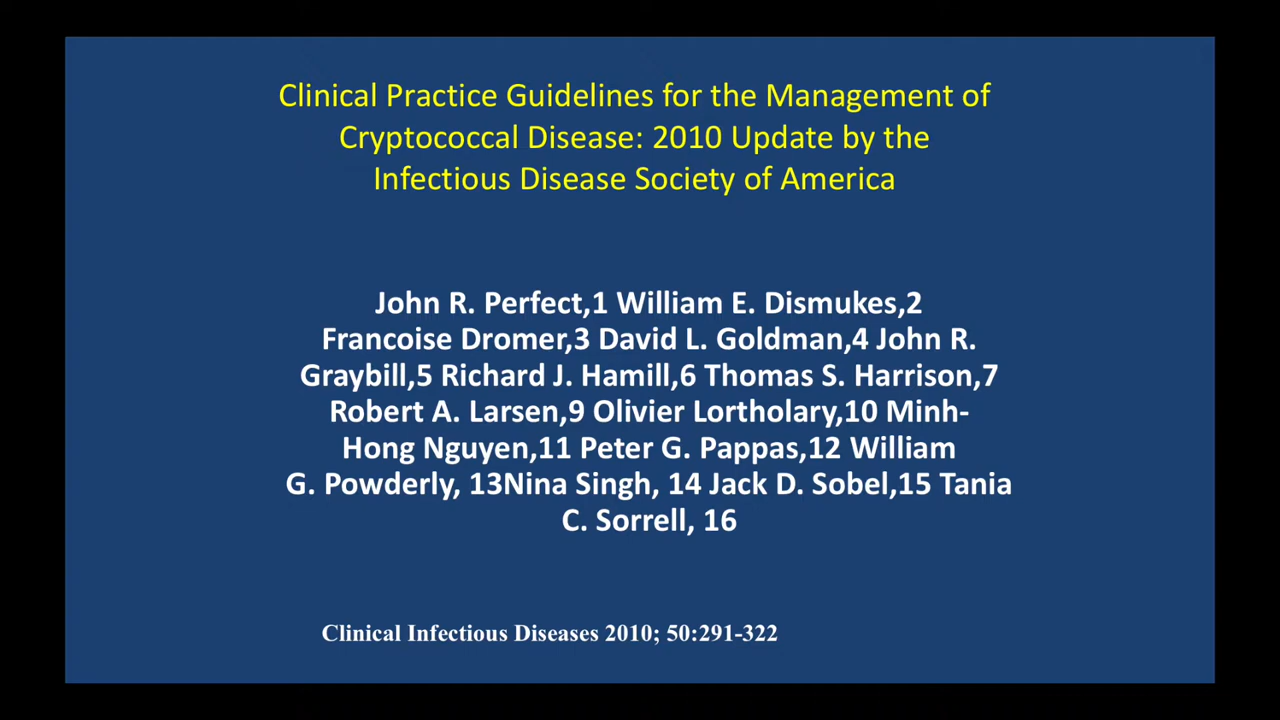 Clinical Practice Guidelines for the Management of
Cryptococcal Disease: 2010 Update by the
Infectious Disease Society of America
John R. Perfect,1 William E. Dismukes,2
Francoise Dromer,3 David L. Goldman,4 John R.
Graybill,5 Richard J. Hamill,6 Thomas S. Harrison,7
Robert A. Larsen,9 Olivier Lortholary,10 Minh-
Hong Nguyen,11 Peter G. Pappas,12 William
G. Powderly, 13Nina Singh, 14 Jack D. Sobel,15 Tania
C. Sorrell, 16
Clinical Infectious Diseases 2010; 50:291-322